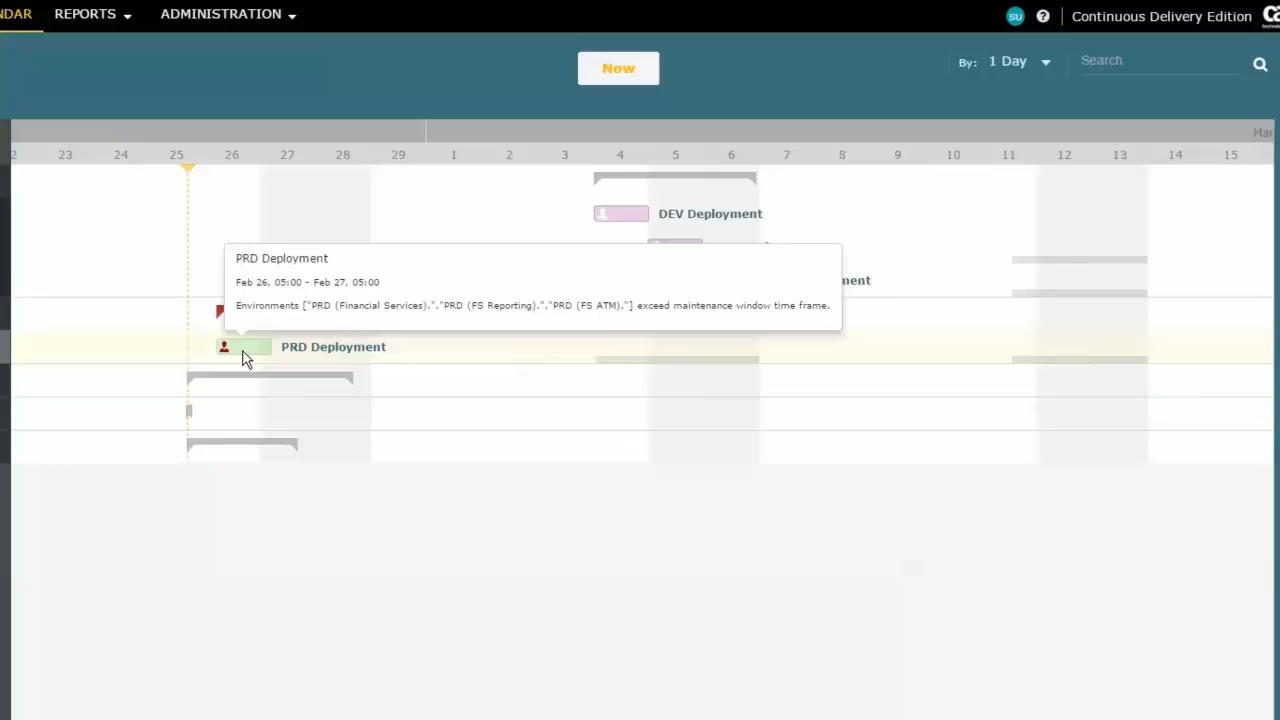 NDAR REPORTS ADMINISTRATION SU ? Continuous Delivery Edition ca
Now By: 1 Day Search
Mar
2 23 24 25 26 27 28 29 1 2 3 4 5 6 7 8 9 10 11 12 13 14 15
DEV Deployment
PRD Deployment
ment
Feb 26, 05:00 - Feb 27, 05:00
Environments ["PRD (Financial Services).","PRD (FS Reporting).","PRD (FS ATM)."] exceed maintenance window time frame.
PRD Deployment